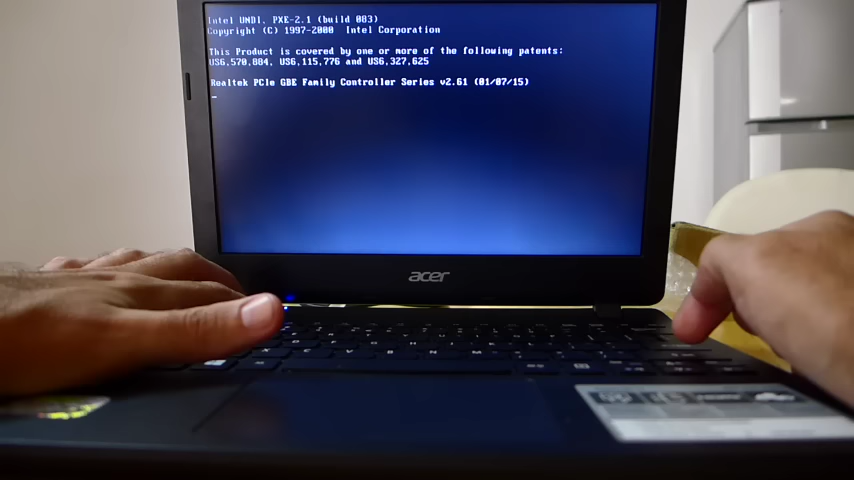 Intel UNDI, PXE-2.1 (build 083)
Copyright (C) 1997-2000  Intel Corporation
This Product is covered by one or more of the following patents:
US6,570,884, US6,115,776 and US6,327,625
Realtek PCIe GBE Family Controller Series v2.61 (01/07/15)
acer